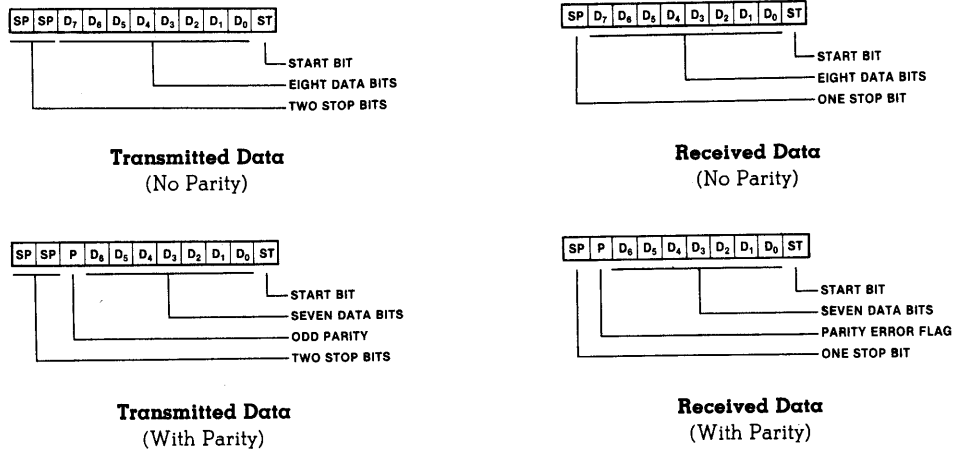 SP SP D₇ D₆ D₅ D₄ D₃ D₂ D₁ D₀ ST
START BIT
EIGHT DATA BITS
TWO STOP BITS
Transmitted Data
(No Parity)
SP D₇ D₆ D₅ D₄ D₃ D₂ D₁ D₀ ST
START BIT
EIGHT DATA BITS
ONE STOP BIT
Received Data
(No Parity)
SP SP P D₆ D₅ D₄ D₃ D₂ D₁ D₀ ST
START BIT
SEVEN DATA BITS
ODD PARITY
TWO STOP BITS
Transmitted Data
(With Parity)
SP P D₆ D₅ D₄ D₃ D₂ D₁ D₀ ST
START BIT
SEVEN DATA BITS
PARITY ERROR FLAG
ONE STOP BIT
Received Data
(With Parity)